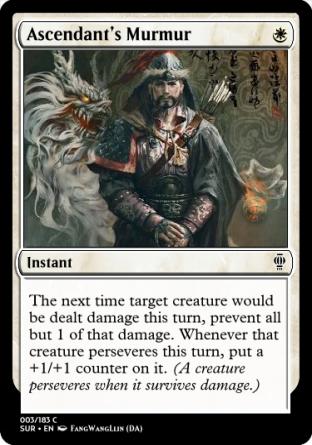 Ascendant's Murmur
Instant
The next time target creature would
be dealt damage this turn, prevent all
but 1 of that damage. Whenever that
creature perseveres this turn, put a
+1/+1 counter on it. (A creature
perseveres when it survives damage.)
003/183 C
SUR • EN FangWangLlin (DA)